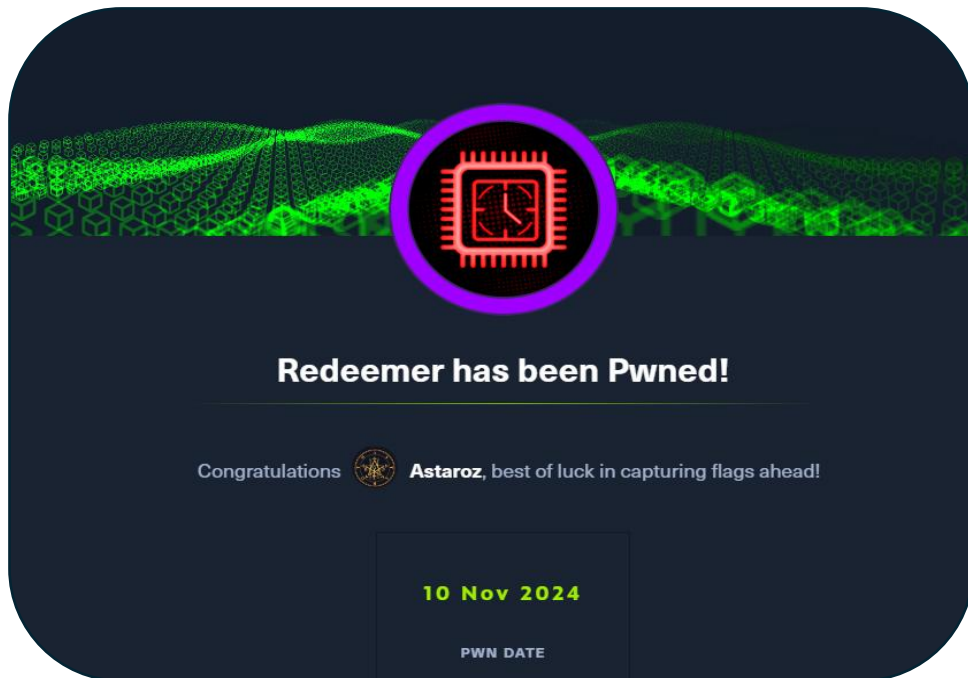 Redeemer has been Pwned!
Congratulations Astaroz, best of luck in capturing flags ahead!
10 Nov 2024
PWN DATE